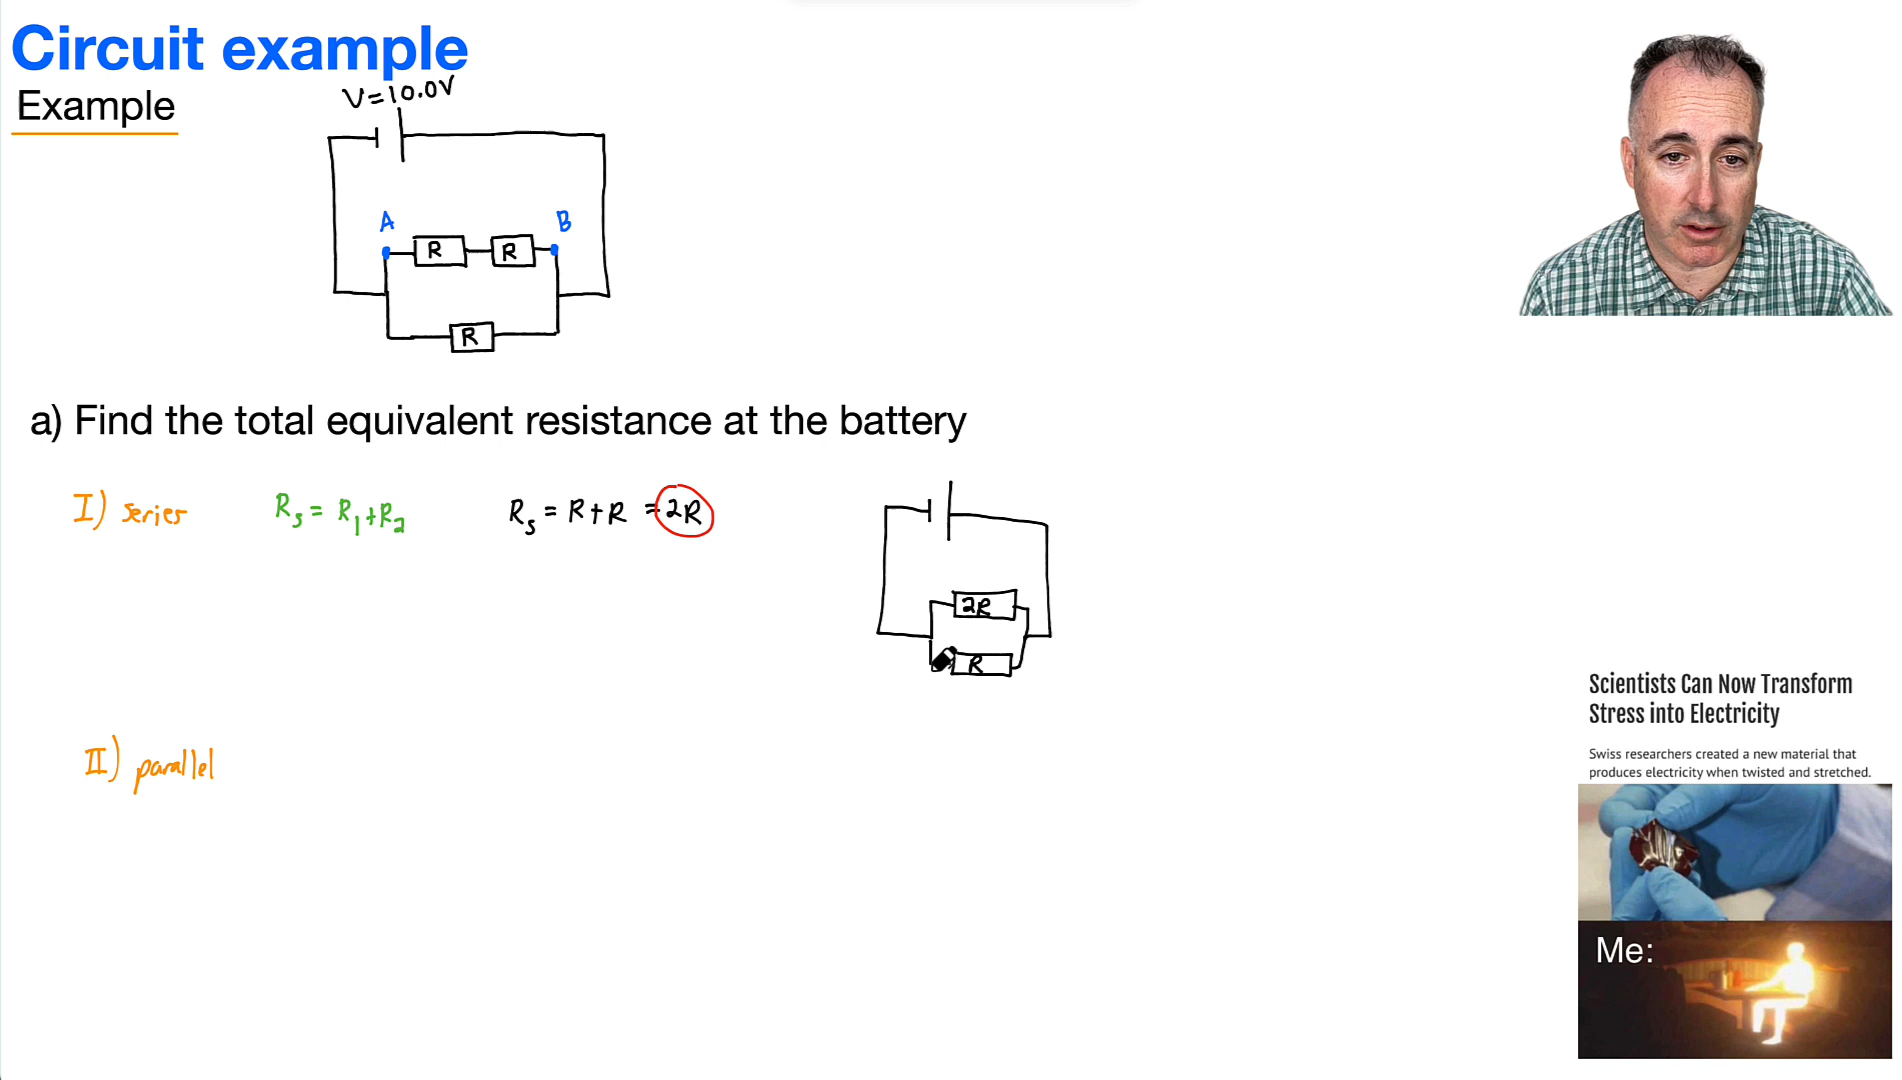 Circuit example
Example
V=10.0V
A
B
R
R
R
a) Find the total equivalent resistance at the battery
I) series
Rs = R1+R2
Rs = R+R = 2R
2R
R
II) parallel
Scientists Can Now Transform
Stress into Electricity
Swiss researchers created a new material that
produces electricity when twisted and stretched.
Me: